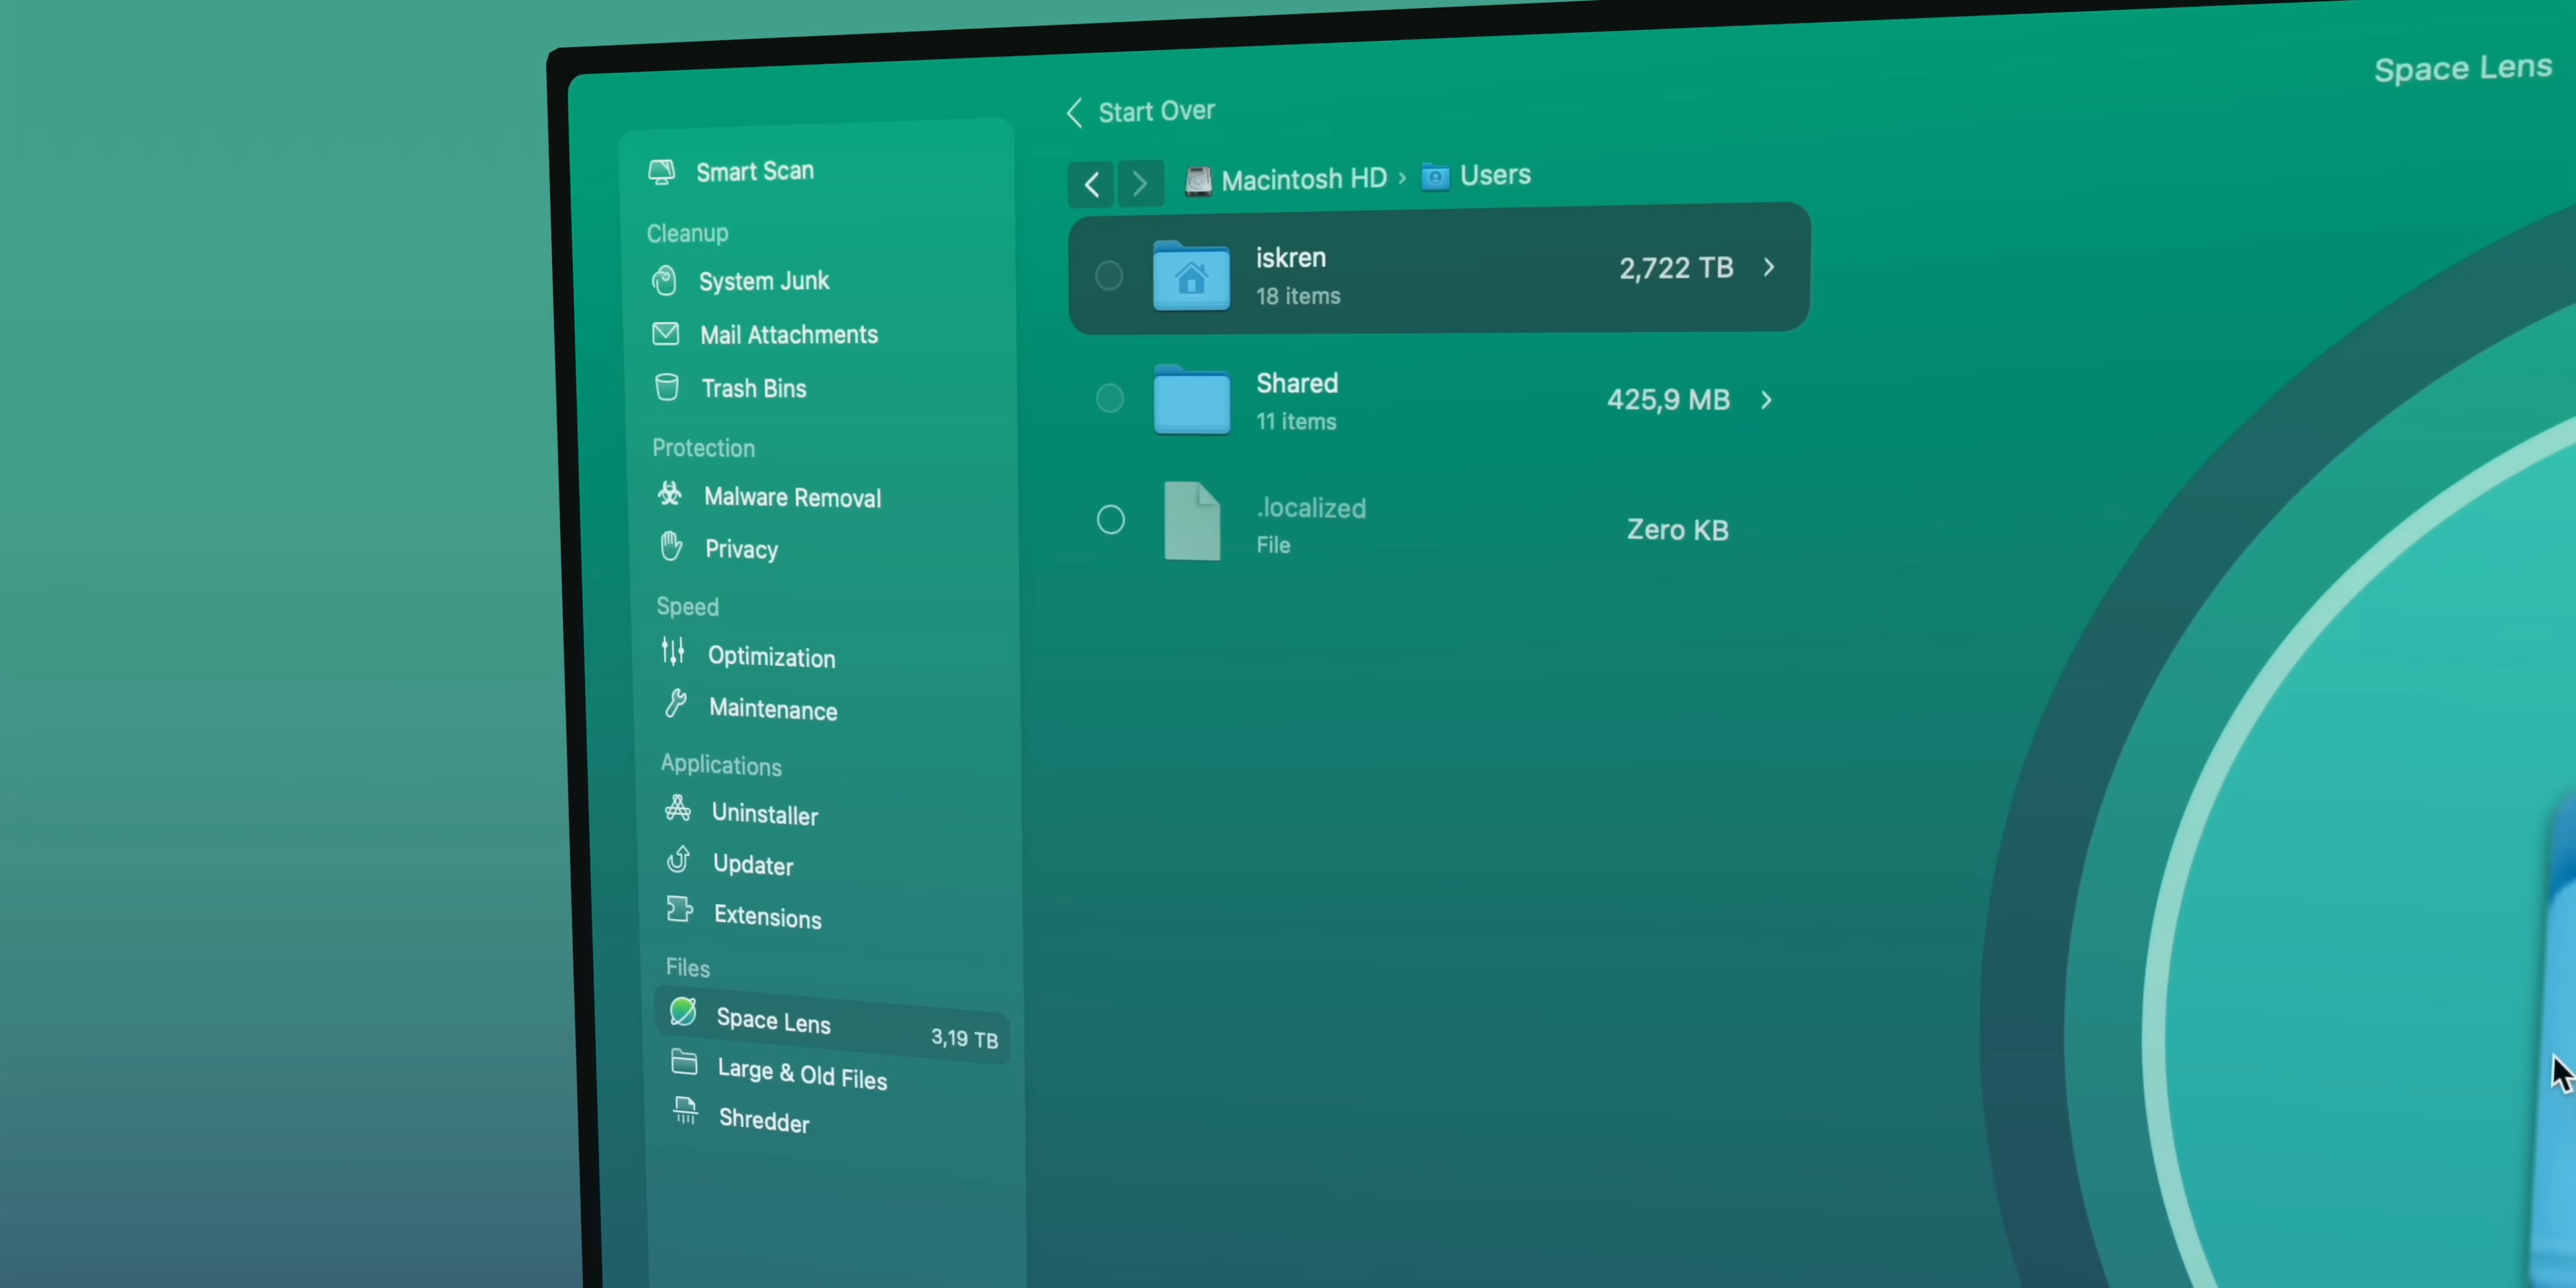 Space Lens
Start Over
Macintosh HD › Users
Smart Scan
Cleanup
System Junk
Mail Attachments
Trash Bins
Protection
Malware Removal
Privacy
Speed
Optimization
Maintenance
Applications
Uninstaller
Updater
Extensions
Files
Space Lens 3,19 TB
Large & Old Files
Shredder
iskren 2,722 TB
18 items
Shared 425,9 MB
11 items
.localized Zero KB
File